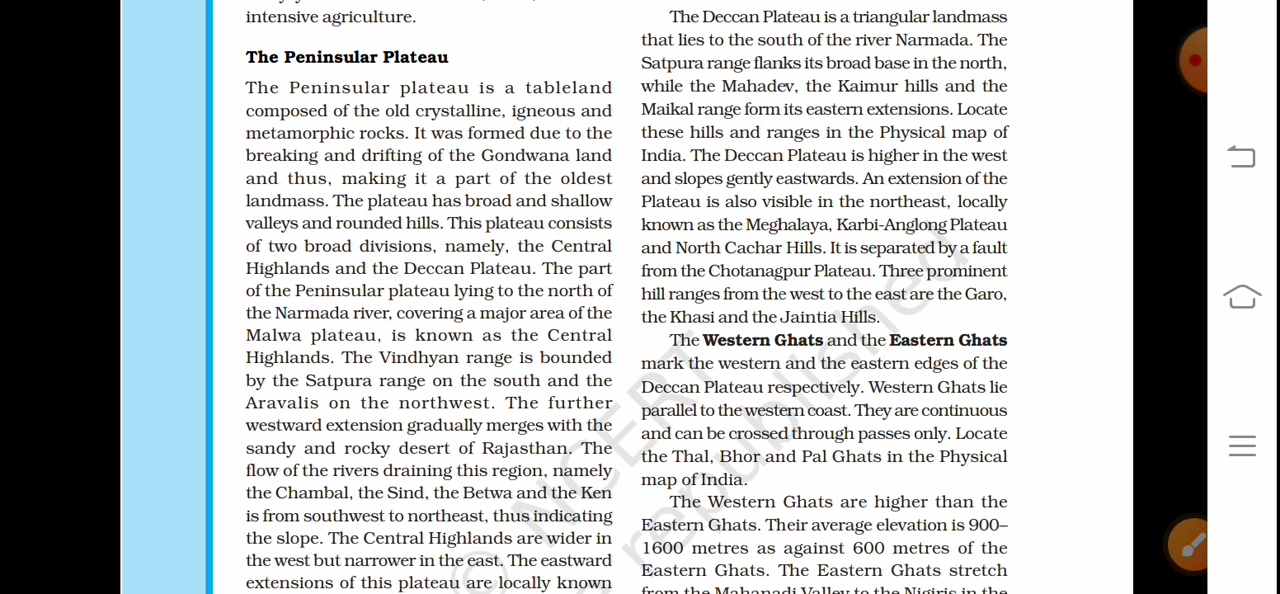 intensive agriculture.
The Peninsular Plateau
The Peninsular plateau is a tableland
composed of the old crystalline, igneous and
metamorphic rocks. It was formed due to the
breaking and drifting of the Gondwana land
and thus, making it a part of the oldest
landmass. The plateau has broad and shallow
valleys and rounded hills. This plateau consists
of two broad divisions, namely, the Central
Highlands and the Deccan Plateau. The part
of the Peninsular plateau lying to the north of
the Narmada river, covering a major area of the
Malwa plateau, is known as the Central
Highlands. The Vindhyan range is bounded
by the Satpura range on the south and the
Aravalis on the northwest. The further
westward extension gradually merges with the
sandy and rocky desert of Rajasthan. The
flow of the rivers draining this region, namely
the Chambal, the Sind, the Betwa and the Ken
is from southwest to northeast, thus indicating
the slope. The Central Highlands are wider in
the west but narrower in the east. The eastward
extensions of this plateau are locally known
The Deccan Plateau is a triangular landmass
that lies to the south of the river Narmada. The
Satpura range flanks its broad base in the north,
while the Mahadev, the Kaimur hills and the
Maikal range form its eastern extensions. Locate
these hills and ranges in the Physical map of
India. The Deccan Plateau is higher in the west
and slopes gently eastwards. An extension of the
Plateau is also visible in the northeast, locally
known as the Meghalaya, Karbi-Anglong Plateau
and North Cachar Hills. It is separated by a fault
from the Chotanagpur Plateau. Three prominent
hill ranges from the west to the east are the Garo,
the Khasi and the Jaintia Hills.
The Western Ghats and the Eastern Ghats
mark the western and the eastern edges of the
Deccan Plateau respectively. Western Ghats lie
parallel to the western coast. They are continuous
and can be crossed through passes only. Locate
the Thal, Bhor and Pal Ghats in the Physical
map of India.
The Western Ghats are higher than the
Eastern Ghats. Their average elevation is 900–
1600 metres as against 600 metres of the
Eastern Ghats. The Eastern Ghats stretch
from the Mahanadi Valley to the Nigiris in the
© NCERT
republished